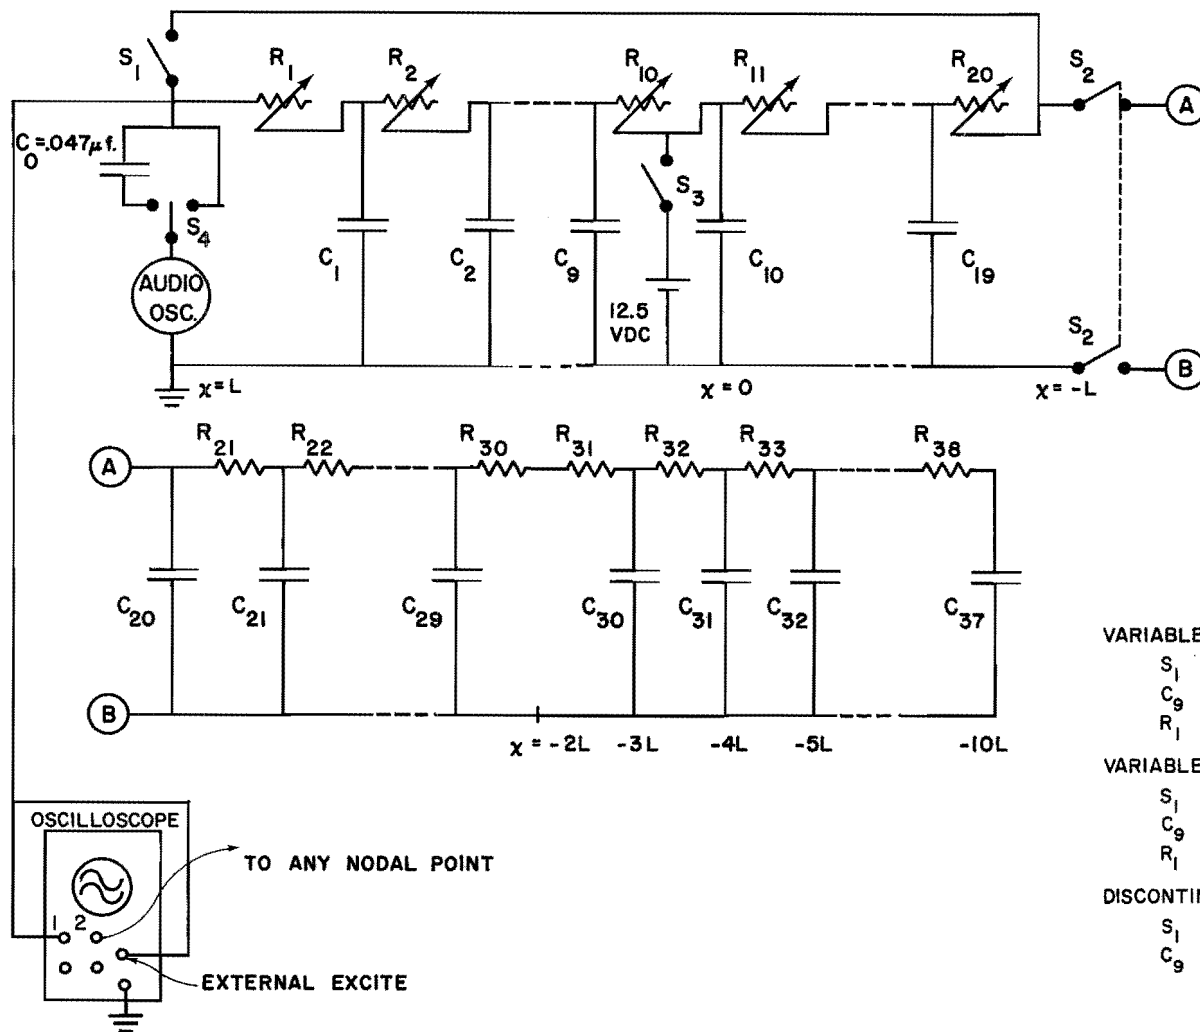 S1
R1
R2
R10
R11
R20
S2
A
C0=.047μf.
S4
S3
C1
C2
C9
C10
C19
AUDIO
OSC.
12.5
VDC
S2
B
χ=L
χ=0
χ=-L
R21
R22
R30
R31
R32
R33
R38
A
C20
C21
C29
C30
C31
C32
C37
B
χ=-2L
-3L
-4L
-5L
-10L
VARIABLE
S1
C9
R1
VARIABLE
S1
C9
R1
DISCONTIN
S1
C9
OSCILLOSCOPE
TO ANY NODAL POINT
1 2
EXTERNAL EXCITE